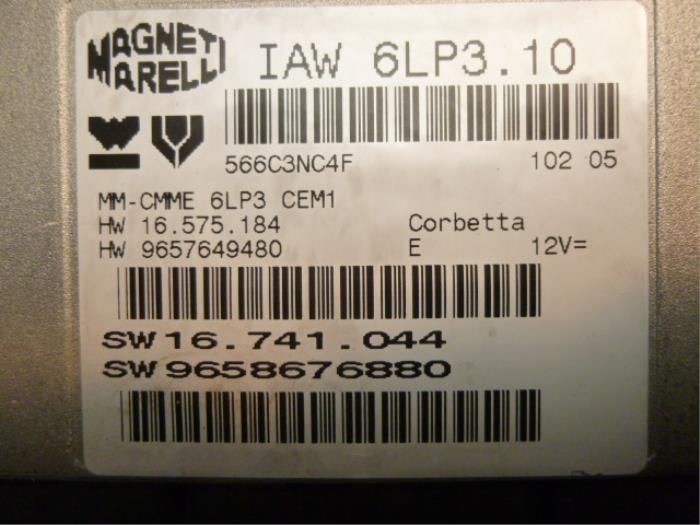 MAGNETI
MARELLI
IAW 6LP3.10
566C3NC4F 102 05
MM-CMME 6LP3 CEM1
HW 16.575.184 Corbetta
HW 9657649480 E 12V=
SW 16.741.044
SW 9658676880